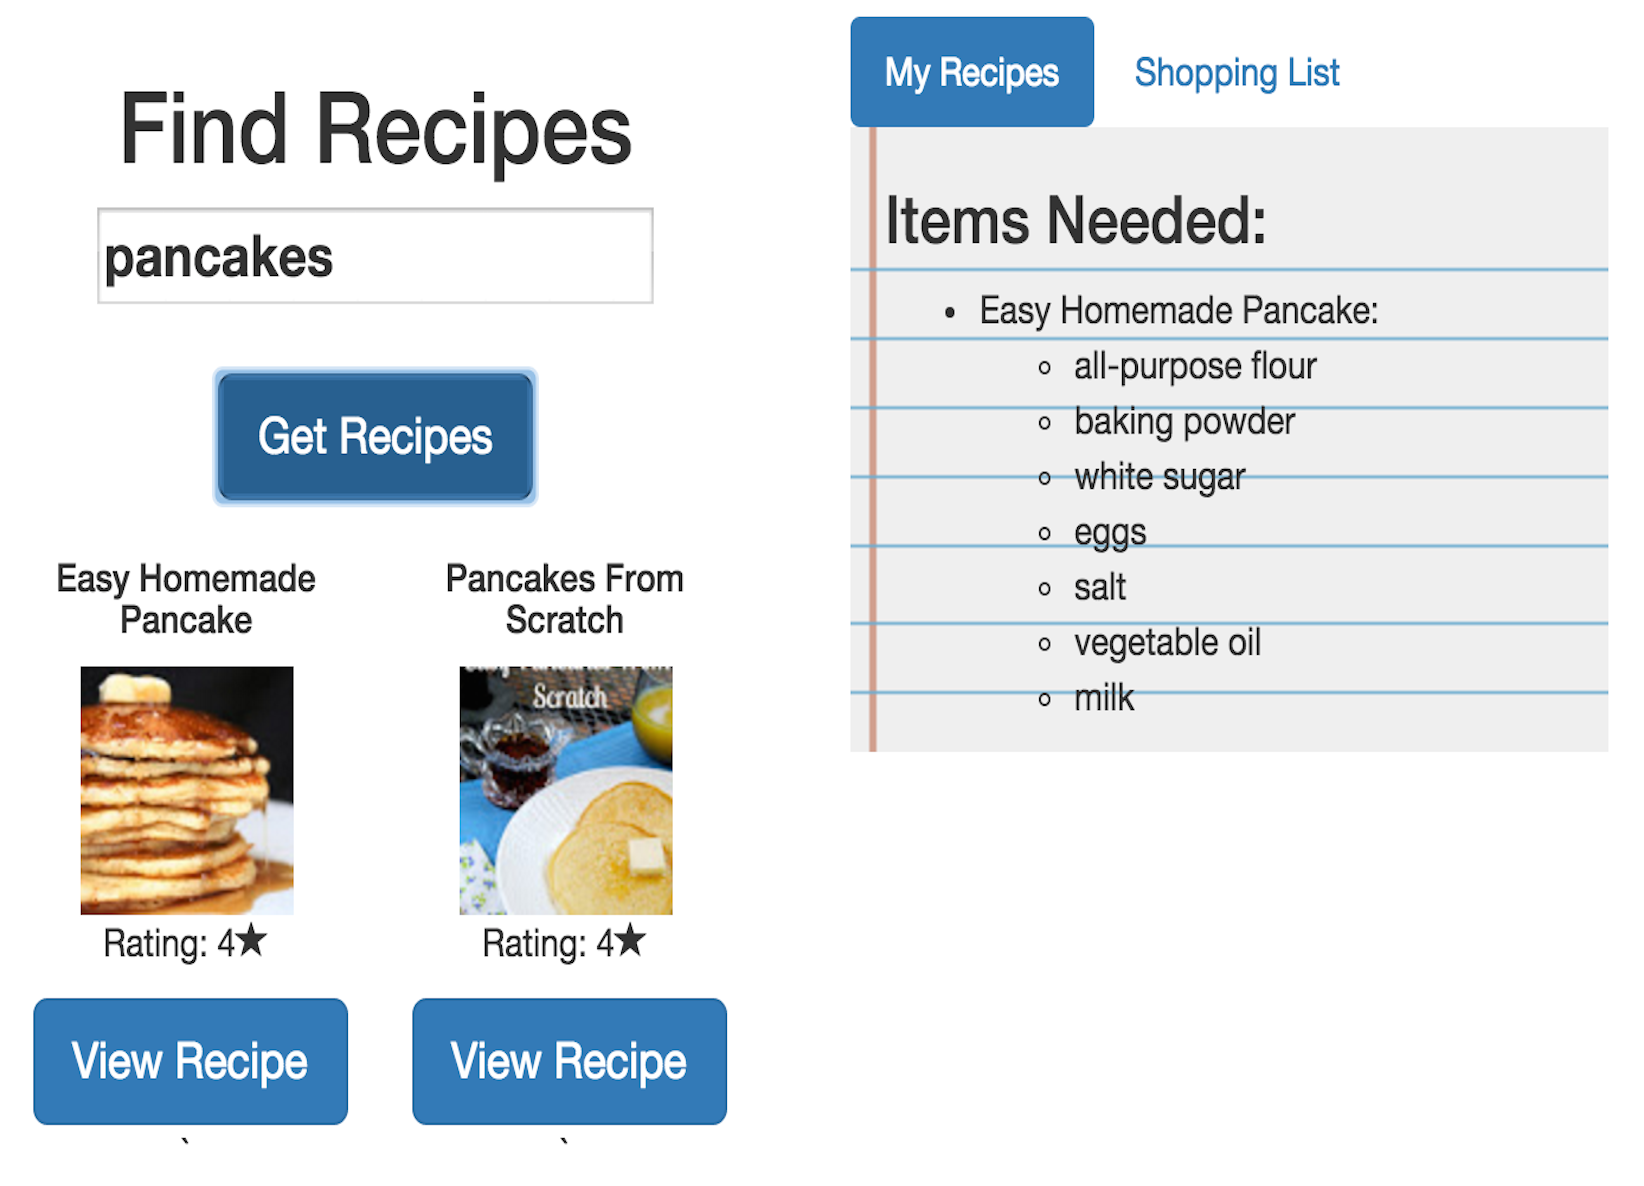 Find Recipes
pancakes
Get Recipes
Easy Homemade
Pancake
Rating: 4★
View Recipe
`
Pancakes From
Scratch
Scratch
Rating: 4★
View Recipe
`
My Recipes
Shopping List
Items Needed:
• Easy Homemade Pancake:
○ all-purpose flour
○ baking powder
○ white sugar
○ eggs
○ salt
○ vegetable oil
○ milk